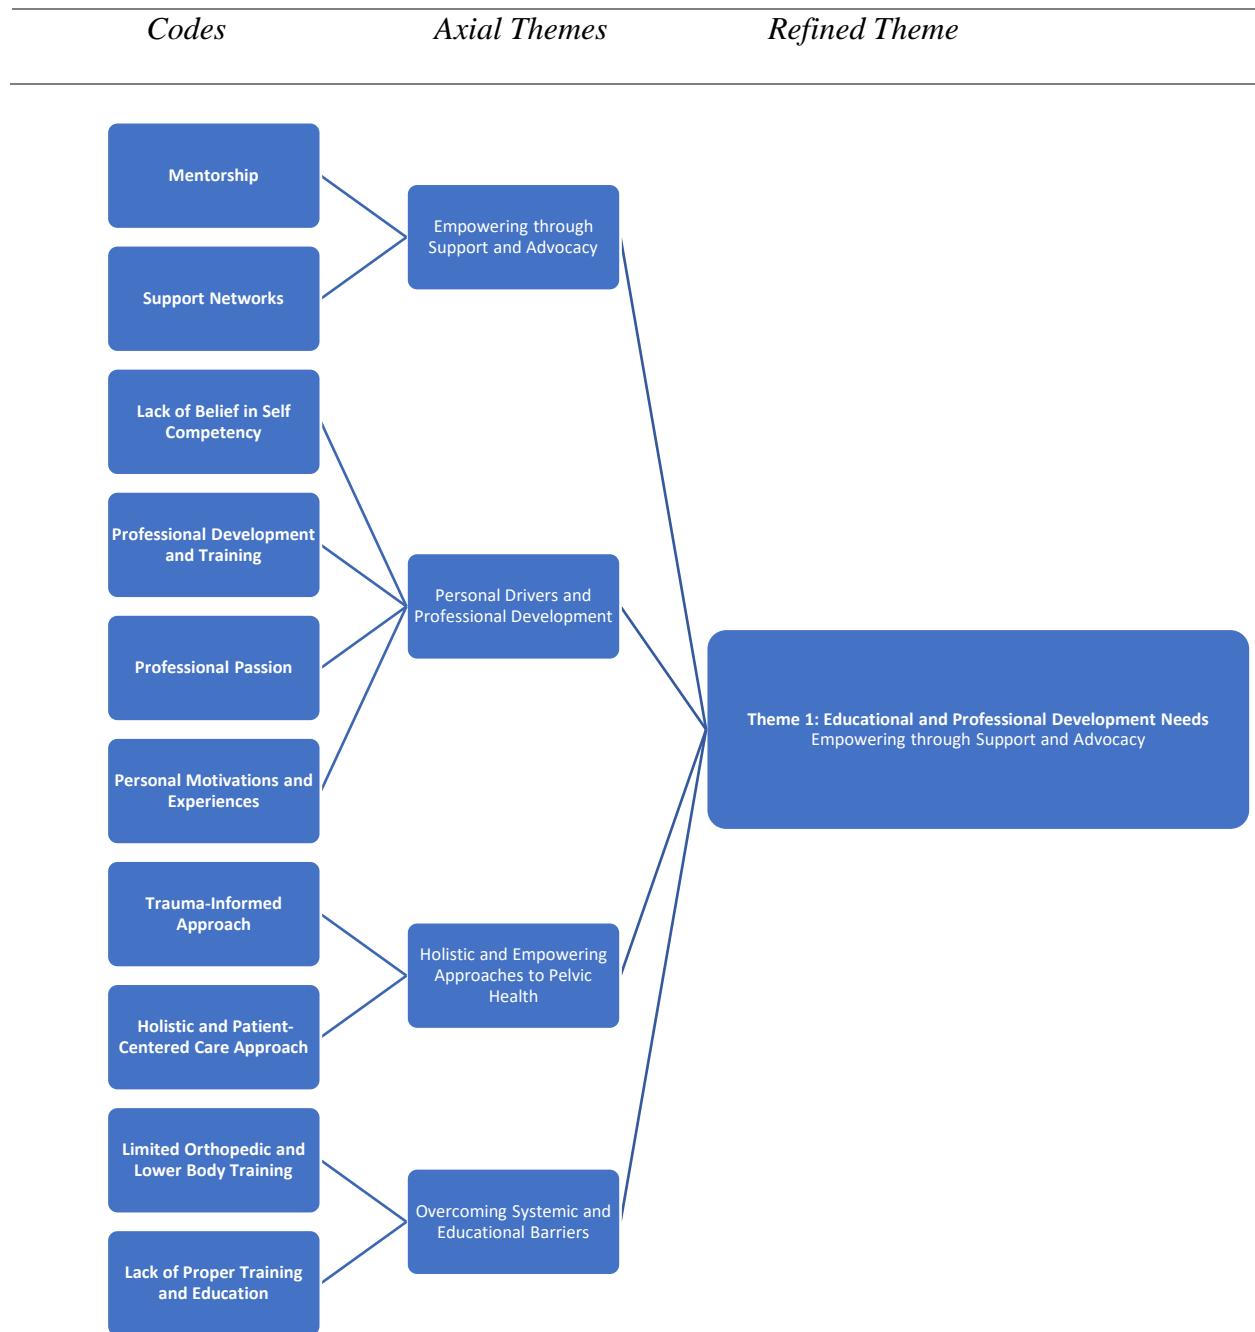 Codes Axial Themes Refined Theme
Mentorship
Support Networks
Empowering through
Support and Advocacy
Lack of Belief in Self
Competency
Professional Development
and Training
Professional Passion
Personal Motivations and
Experiences
Personal Drivers and
Professional Development
Trauma-Informed
Approach
Holistic and Patient-
Centered Care Approach
Holistic and Empowering
Approaches to Pelvic
Health
Limited Orthopedic and
Lower Body Training
Lack of Proper Training
and Education
Overcoming Systemic and
Educational Barriers
Theme 1: Educational and Professional Development Needs
Empowering through Support and Advocacy